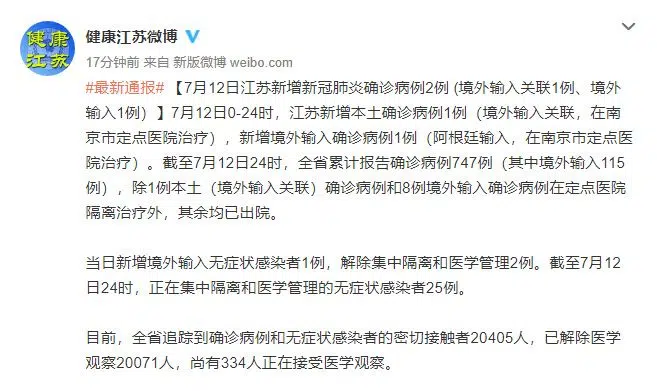 健康
江苏
健康江苏微博
17分钟前 来自 新版微博 weibo.com
#最新通报# 【7月12日江苏新增新冠肺炎确诊病例2例 (境外输入关联1例、境外
输入1例）】7月12日0-24时，江苏新增本土确诊病例1例（境外输入关联，在南
京市定点医院治疗），新增境外输入确诊病例1例（阿根廷输入，在南京市定点医
院治疗）。截至7月12日24时，全省累计报告确诊病例747例（其中境外输入115
例），除1例本土（境外输入关联）确诊病例和8例境外输入确诊病例在定点医院
隔离治疗外，其余均已出院。
当日新增境外输入无症状感染者1例，解除集中隔离和医学管理2例。截至7月12
日24时，正在集中隔离和医学管理的无症状感染者25例。
目前，全省追踪到确诊病例和无症状感染者的密切接触者20405人，已解除医学
观察20071人，尚有334人正在接受医学观察。